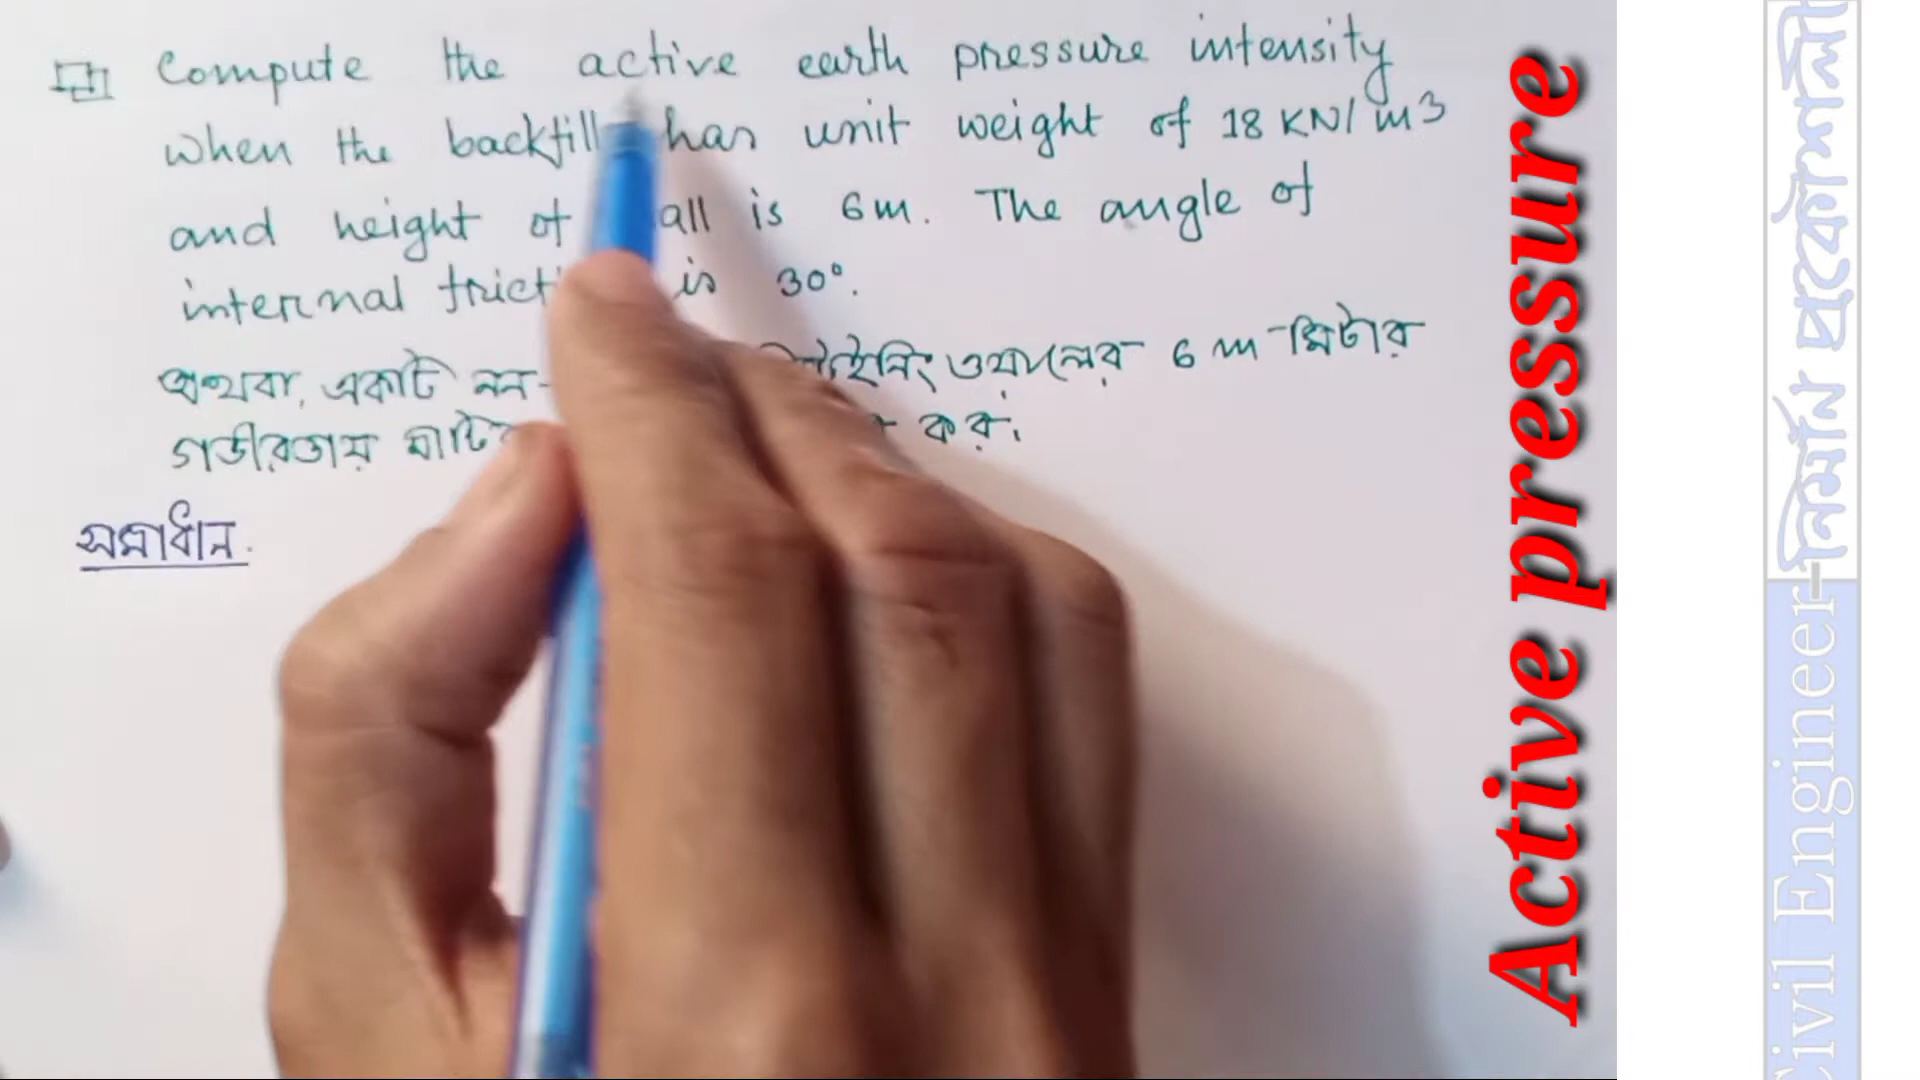 Compute the active earth pressure intensity
when the backfill has unit weight of 18 KN/m3
and height of all is 6m. The angle of
internal is 30°.
অথবা, একটি নন- ওয়ালের 6 m -মিটার
গভীরতায় কর।
সমাধান.
Active pressure
Civil Engineer-নির্মাণ প্রকৌশলী